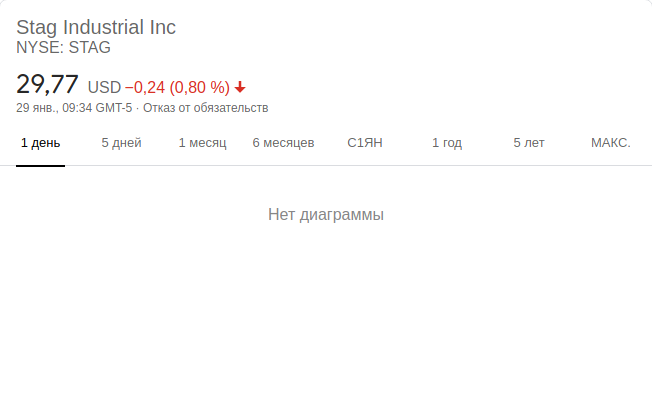 Stag Industrial Inc
NYSE: STAG
29,77 USD −0,24 (0,80 %)
29 янв., 09:34 GMT-5 · Отказ от обязательств
1 день 5 дней 1 месяц 6 месяцев С1ЯН 1 год 5 лет МАКС.
Нет диаграммы